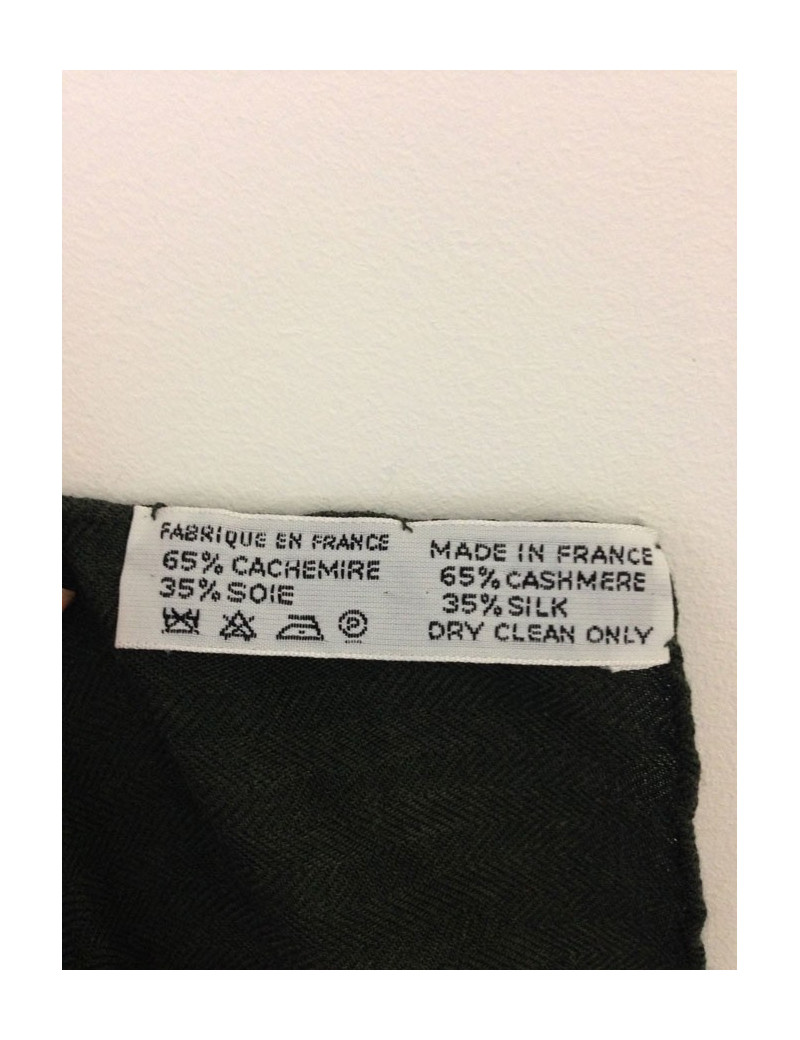 FABRIQUE EN FRANCE
65% CACHEMIRE
35% SOIE
P
MADE IN FRANCE
65% CASHMERE
35% SILK
DRY CLEAN ONLY